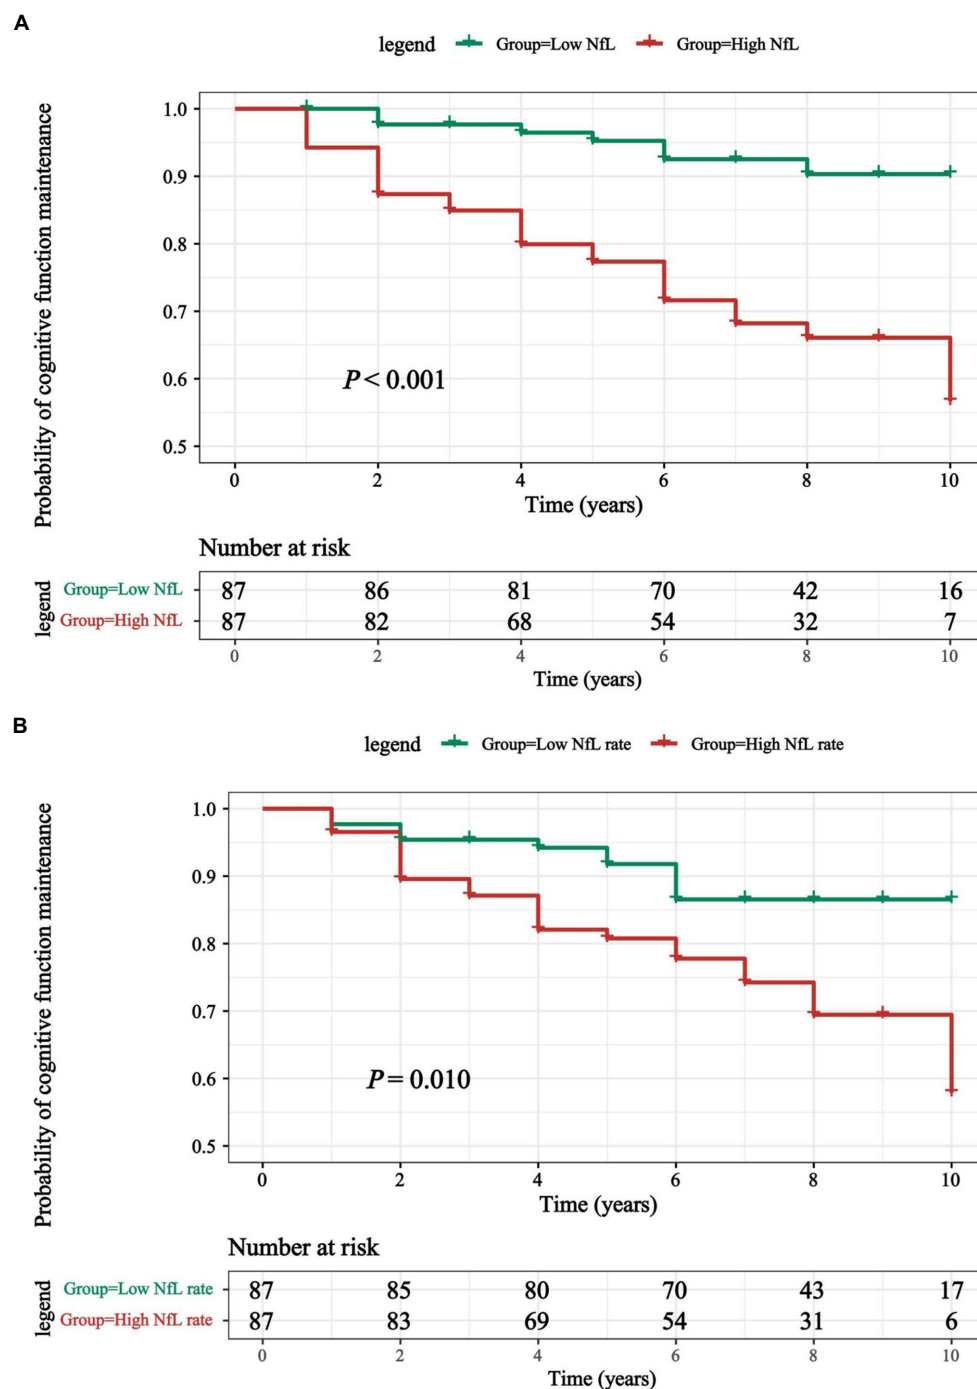 A
legend Group=Low NfL Group=High NfL
Probability of cognitive function maintenance
1.0
0.9
0.8
0.7
0.6
0.5
P < 0.001
0 2 4 6 8 10
Time (years)
Number at risk
legend
Group=Low NfL 87 86 81 70 42 16
Group=High NfL 87 82 68 54 32 7
0 2 4 6 8 10
Time (years)
B
legend Group=Low NfL rate Group=High NfL rate
Probability of cognitive function maintenance
1.0
0.9
0.8
0.7
0.6
0.5
P = 0.010
0 2 4 6 8 10
Time (years)
Number at risk
legend
Group=Low NfL rate 87 85 80 70 43 17
Group=High NfL rate 87 83 69 54 31 6
0 2 4 6 8 10
Time (years)